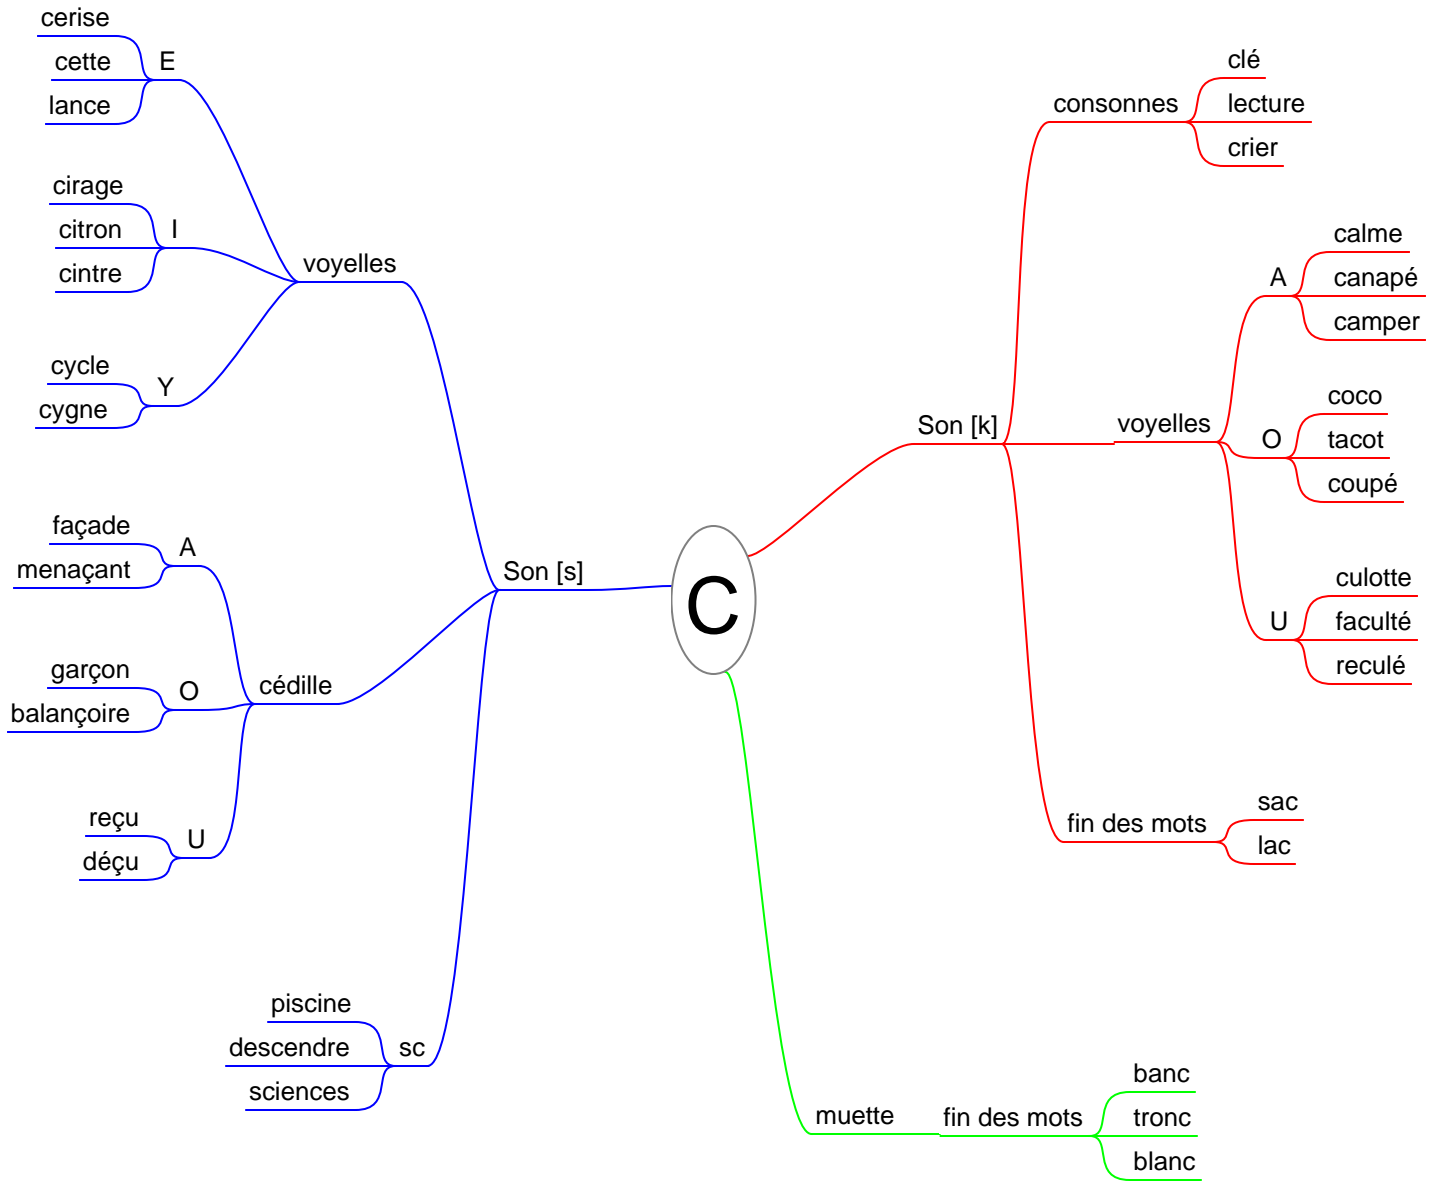 C
Son [k]
consonnes
clé
lecture
crier
voyelles
A
calme
canapé
camper
O
coco
tacot
coupé
U
culotte
faculté
reculé
fin des mots
sac
lac
muette
fin des mots
banc
tronc
blanc
Son [s]
voyelles
E
cerise
cette
lance
I
cirage
citron
cintre
Y
cycle
cygne
cédille
A
façade
menaçant
O
garçon
balançoire
U
reçu
déçu
sc
piscine
descendre
sciences